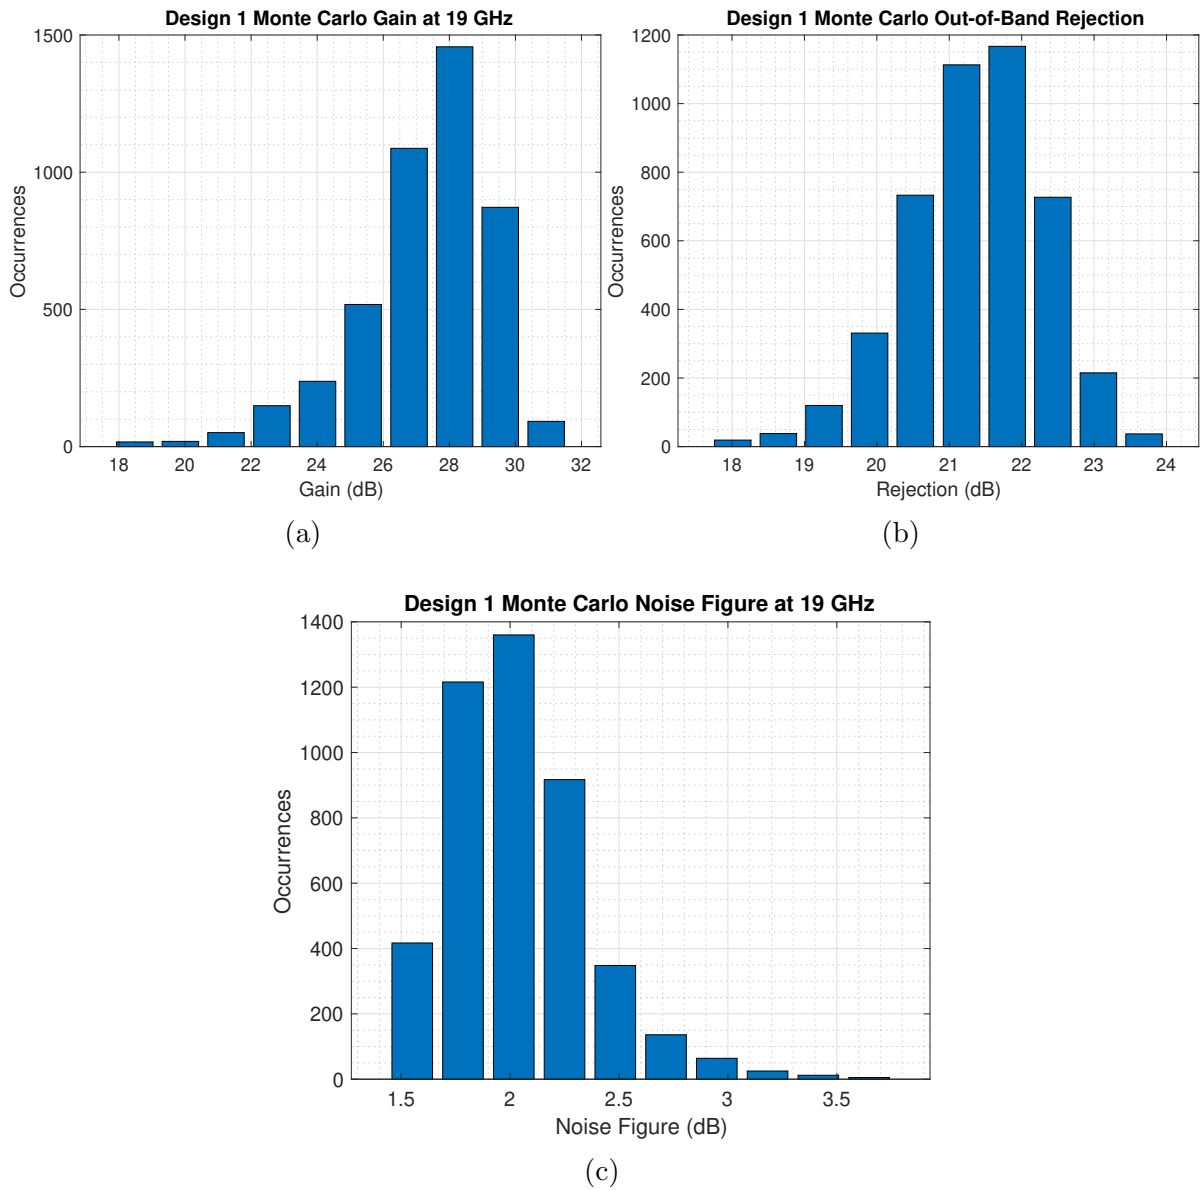 Design 1 Monte Carlo Gain at 19 GHz
1500
1000
500
0
Occurrences
18 20 22 24 26 28 30 32
Gain (dB)
(a)
Design 1 Monte Carlo Out-of-Band Rejection
1200
1000
800
600
400
200
0
Occurrences
18 19 20 21 22 23 24
Rejection (dB)
(b)
Design 1 Monte Carlo Noise Figure at 19 GHz
1400
1200
1000
800
600
400
200
0
Occurrences
1.5 2 2.5 3 3.5
Noise Figure (dB)
(c)